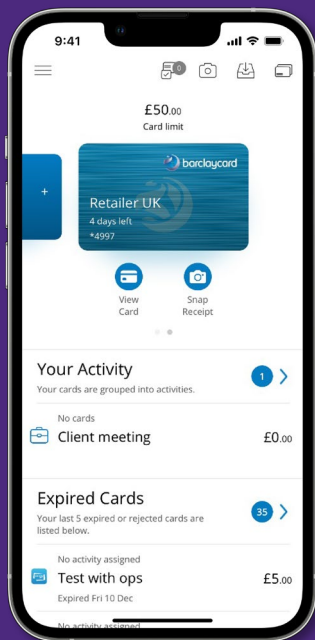 9:41
0
£50.00
Card limit
barclaycard
+
Retailer UK
4 days left
*4997
View
Card
Snap
Receipt
Your Activity
1
Your cards are grouped into activities.
No cards
Client meeting
£0.00
Expired Cards
35
Your last 5 expired or rejected cards are
listed below.
No activity assigned
Test with ops
£5.00
Expired Fri 10 Dec
No activity assigned